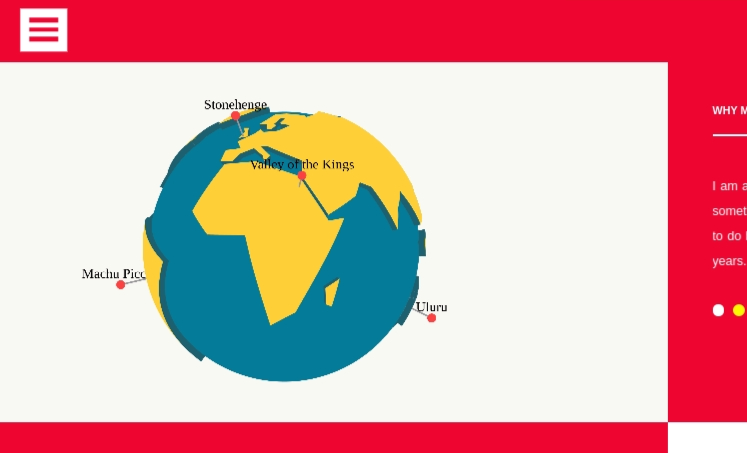 Stonehenge
Valley of the Kings
Machu Picc
Uluru
WHY M
I am a
somet
to do
years.